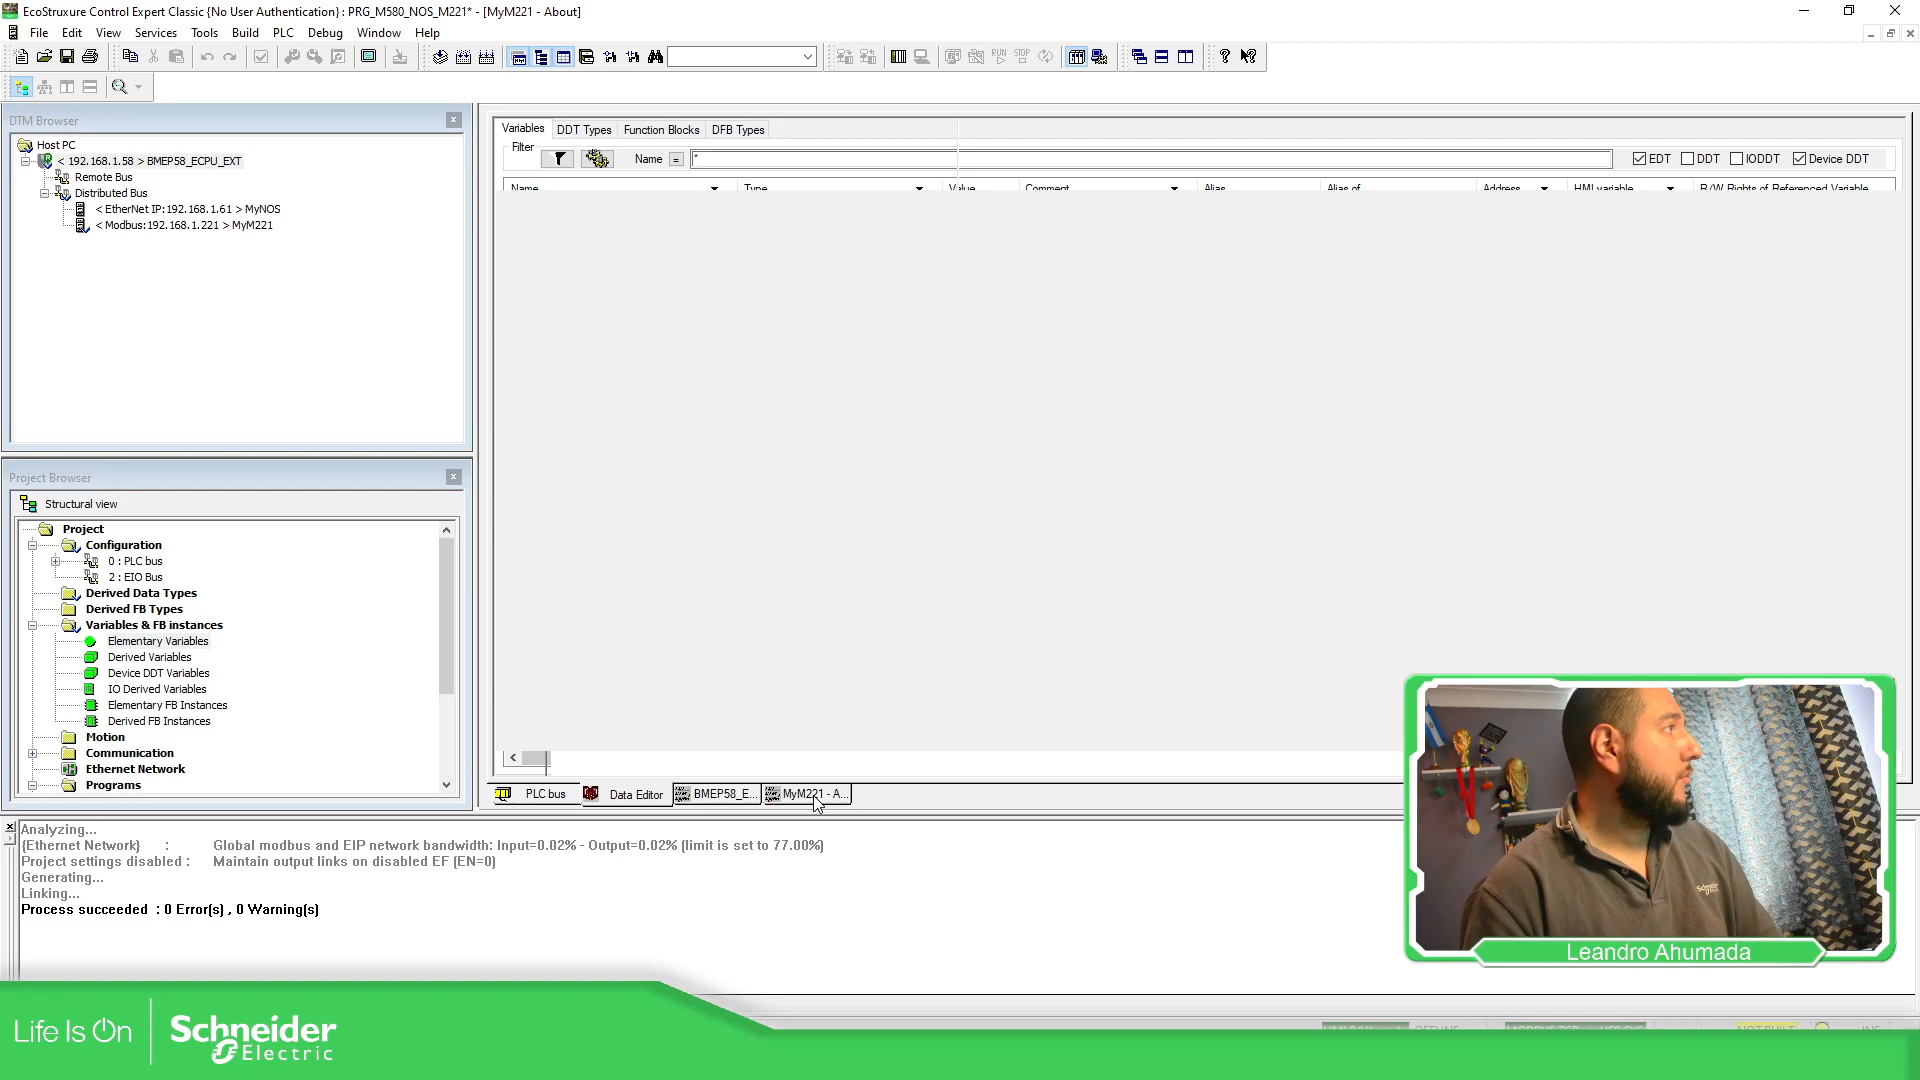 EcoStruxure Control Expert Classic {No User Authentication} : PRG_M580_NOS_M221* - [MyM221 - About]
File Edit View Services Tools Build PLC Debug Window Help
RUN STOP
DTM Browser
Host PC
< 192.168.1.58 > BMEP58_ECPU_EXT
Remote Bus
Distributed Bus
< EtherNet IP:192.168.1.61 > MyNOS
< Modbus:192.168.1.221 > MyM221
Variables DDT Types Function Blocks DFB Types
Filter
Name = * EDT DDT IODDT Device DDT
Name Type Value Comment Alias Alias of Address HMI variable R/W Rights of Referenced Variable
Project Browser
Structural view
Project
Configuration
0 : PLC bus
2 : EIO Bus
Derived Data Types
Derived FB Types
Variables & FB instances
Elementary Variables
Derived Variables
Device DDT Variables
IO Derived Variables
Elementary FB Instances
Derived FB Instances
Motion
Communication
Ethernet Network
Programs
PLC bus Data Editor BMEP58_E... MyM221 - A...
Analyzing...
{Ethernet Network} : Global modbus and EIP network bandwidth: Input=0.02% - Output=0.02% (limit is set to 77.00%)
Project settings disabled : Maintain output links on disabled EF (EN=0)
Generating...
Linking...
Process succeeded : 0 Error(s) , 0 Warning(s)
Schneider
Leandro Ahumada
Life Is On
Schneider
Electric